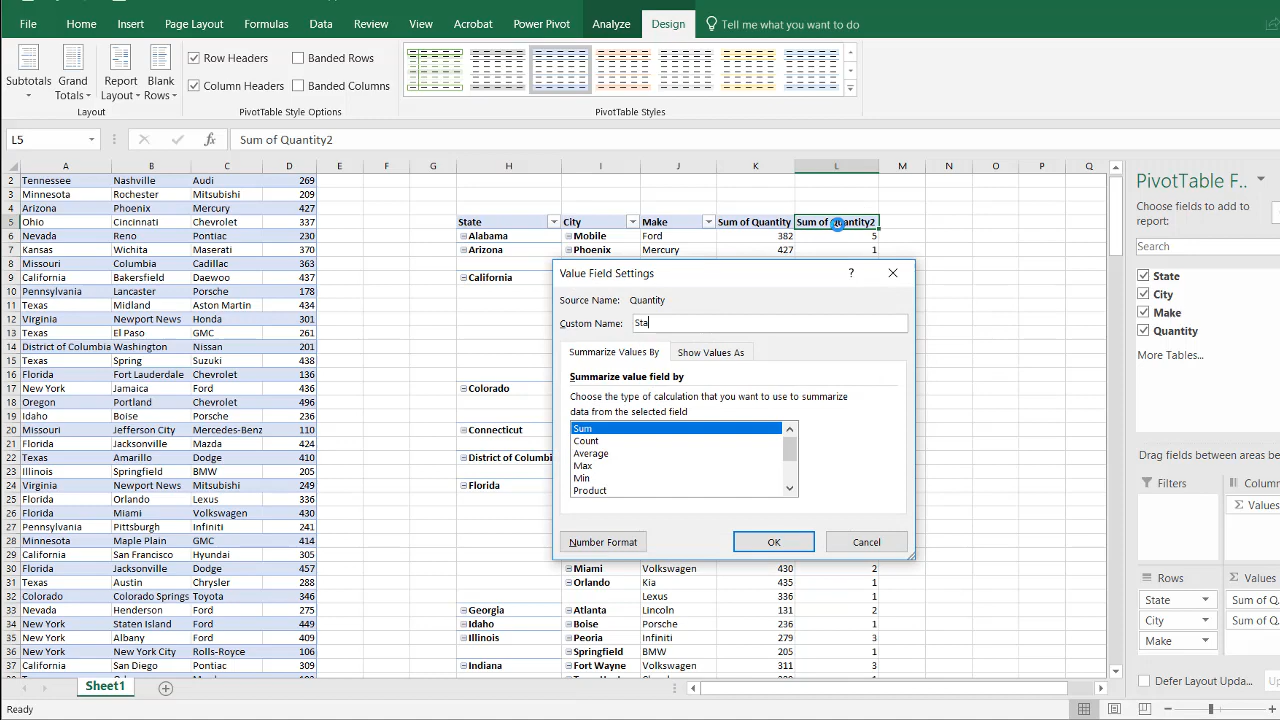 File Home Insert Page Layout Formulas Data Review View Acrobat Power Pivot Analyze Design Tell me what you want to do
Subtotals Grand Totals Report Layout Blank Rows
Row Headers Banded Rows
Column Headers Banded Columns
Layout PivotTable Style Options PivotTable Styles
L5 fx Sum of Quantity2
A B C D E F G H I J K L M N O P Q
2 Tennessee Nashville Audi 269
3 Minnesota Rochester Mitsubishi 209
4 Arizona Phoenix Mercury 427
5 Ohio Cincinnati Chevrolet 337 State City Make Sum of Quantity Sum of Quantity2
6 Nevada Reno Pontiac 230 Alabama Mobile Ford 382 5
7 Kansas Wichita Maserati 370 Arizona Phoenix Mercury 427 1
8 Missouri Columbia Cadillac 363
9 California Bakersfield Daewoo 437 California
10 Pennsylvania Lancaster Porsche 178
11 Texas Midland Aston Martin 434
12 Virginia Newport News Honda 301
13 Texas El Paso GMC 261
14 District of Columbia Washington Nissan 201
15 Texas Spring Suzuki 438
16 Florida Fort Lauderdale Chevrolet 136
17 New York Jamaica Ford 436 Colorado
18 Oregon Portland Chevrolet 496
19 Idaho Boise Porsche 236
20 Missouri Jefferson City Mercedes-Benz 110 Connecticut
21 Florida Jacksonville Mazda 424
22 Texas Amarillo Dodge 457 District of Columbi
23 Illinois Springfield BMW 205
24 Virginia Newport News Mitsubishi 249 Florida
25 Florida Orlando Lexus 336
26 Florida Miami Volkswagen 430
27 Pennsylvania Pittsburgh Infiniti 241
28 Minnesota Maple Plain GMC 414
29 California San Francisco Hyundai 305
30 Florida Jacksonville Dodge 457 Miami Volkswagen 430 2
31 Texas Austin Chrysler 288 Orlando Kia 435 1
32 Colorado Colorado Springs Toyota 346 Lexus 336 1
33 Nevada Henderson Ford 275 Georgia Atlanta Lincoln 131 2
34 New York Staten Island Ford 449 Idaho Boise Porsche 236 1
35 New York Albany Ford 409 Illinois Peoria Infiniti 279 3
36 New York New York City Rolls-Royce 106 Springfield BMW 205 1
37 California San Diego Pontiac 309 Indiana Fort Wayne Volkswagen 311 3
Value Field Settings ?
Source Name: Quantity
Custom Name: Sta
Summarize Values By Show Values As
Summarize value field by
Choose the type of calculation that you want to use to summarize
data from the selected field
Sum
Count
Average
Max
Min
Product
Number Format OK Cancel
PivotTable F..
Choose fields to add to
report:
Search
State
City
Make
Quantity
More Tables...
Drag fields between areas be
Filters Column
Σ Values
Rows Σ Values
State Sum of Q..
City Sum of Q..
Make
Defer Layout Updat...
Sheet1
Ready